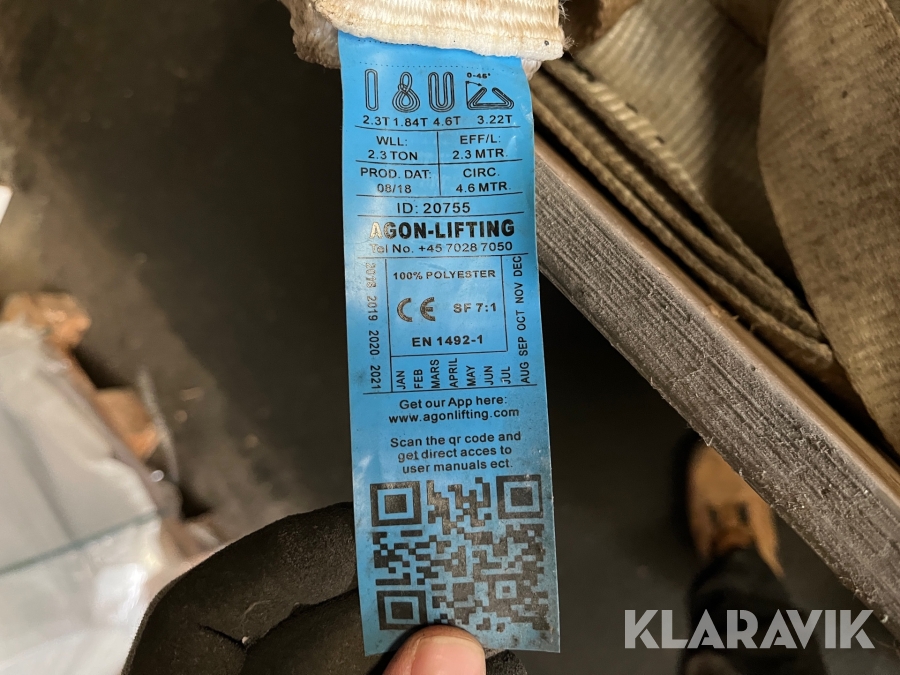 0-45°
2.3T 1.84T 4.6T 3.22T
WLL: EFF/L:
2.3 TON 2.3 MTR.
PROD. DAT: CIRC.
08/18 4.6 MTR.
ID: 20755
AGON-LIFTING
Tel No. +45 7028 7050
100% POLYESTER
CE SF 7:1
EN 1492-1
2018 2019 2020 2021
JAN FEB MARS APRIL MAY JUN JUL AUG SEP OCT NOV DEC
Get our App here:
www.agonlifting.com
Scan the qr code and
get direct acces to
user manuals ect.
KLARAVIK